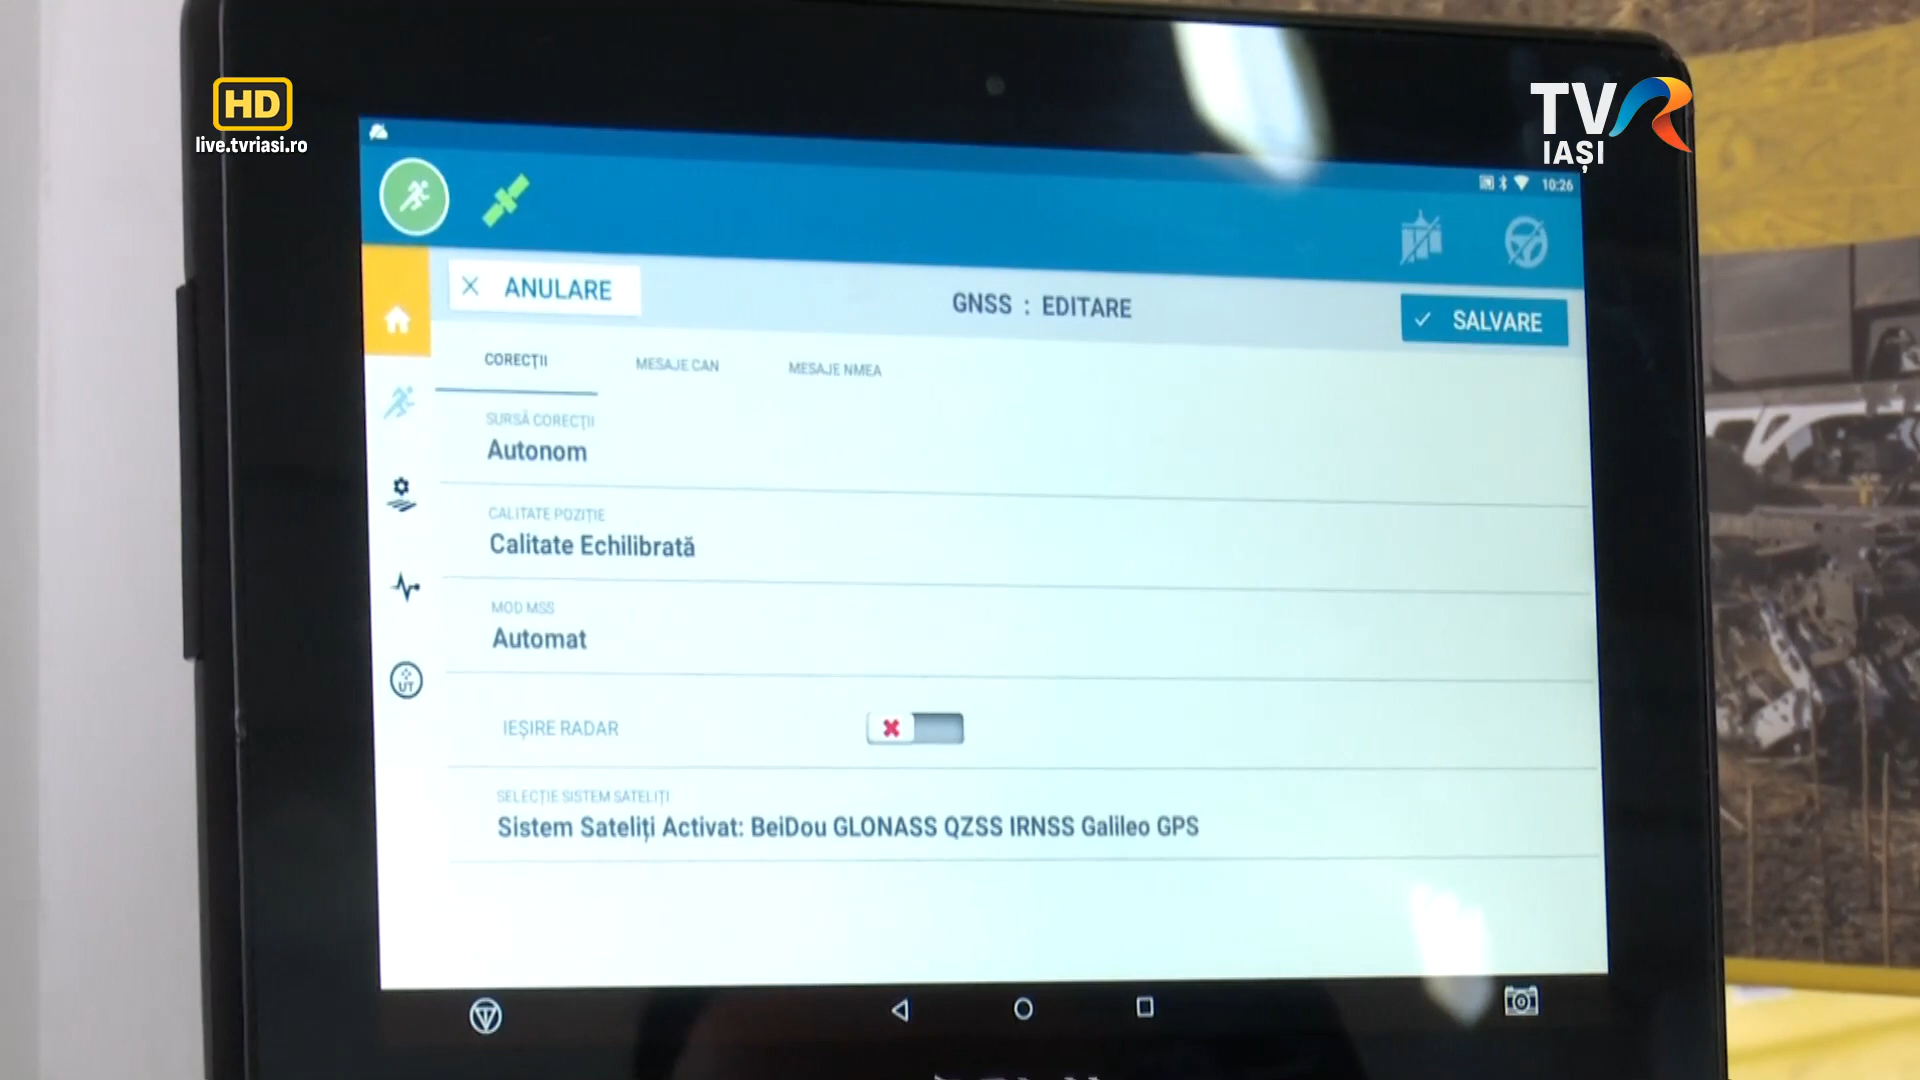 HD
live.tvriasi.ro
TVR
IAȘI
10:26
ANULARE
GNSS : EDITARE
SALVARE
CORECȚII
MESAJE CAN
MESAJE NMEA
SURSĂ CORECȚII
Autonom
CALITATE POZIȚIE
Calitate Echilibrată
MOD MSS
Automat
IEȘIRE RADAR
SELECȚIE SISTEM SATELIȚI
Sistem Sateliți Activat: BeiDou GLONASS QZSS IRNSS Galileo GPS
UT